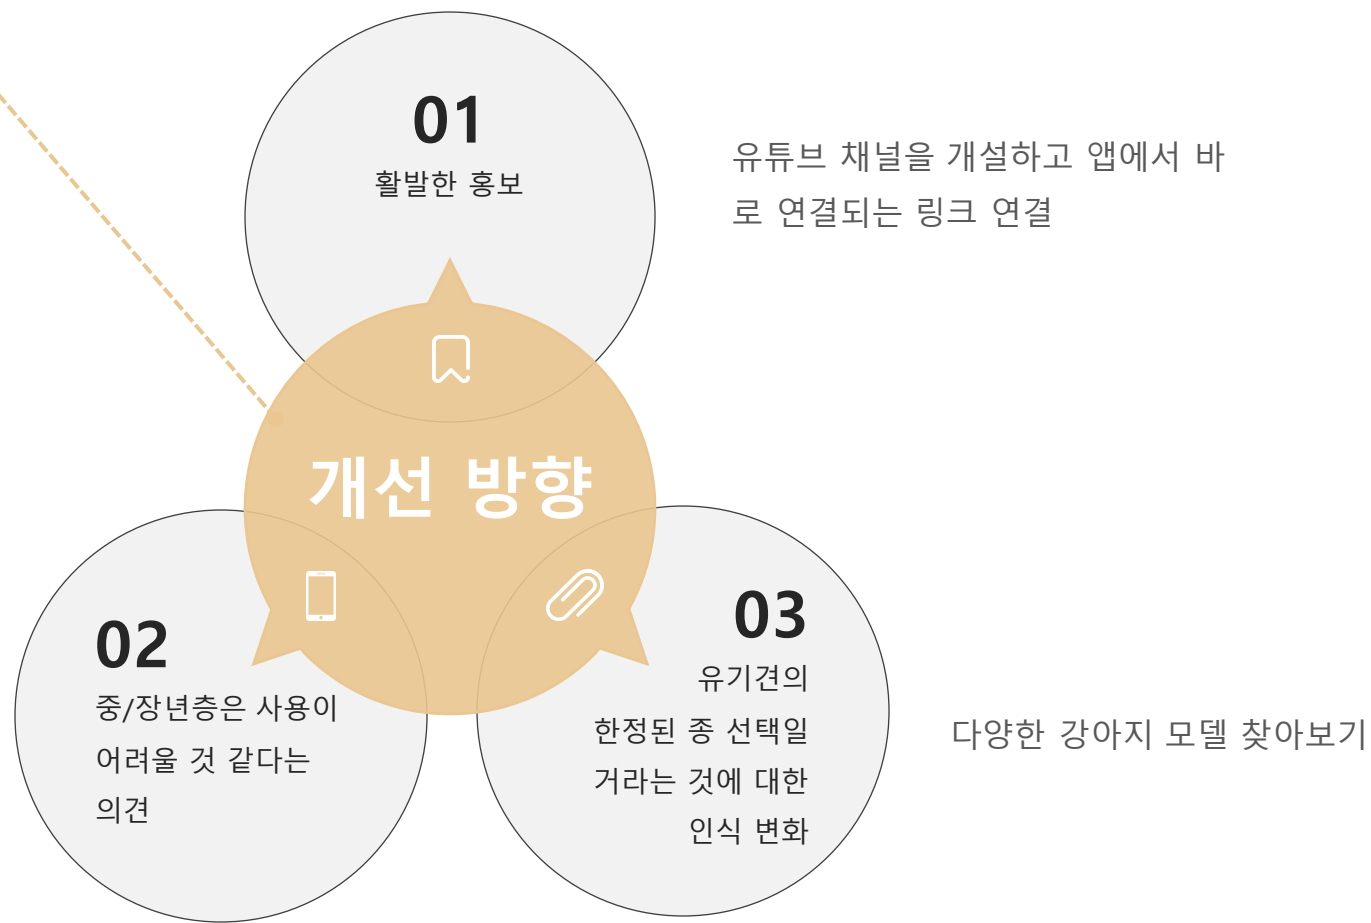 01
활발한 홍보
유튜브 채널을 개설하고 앱에서 바
로 연결되는 링크 연결
개선 방향
02
중/장년층은 사용이
어려울 것 같다는
의견
03
유기견의
한정된 종 선택일
거라는 것에 대한
인식 변화
다양한 강아지 모델 찾아보기